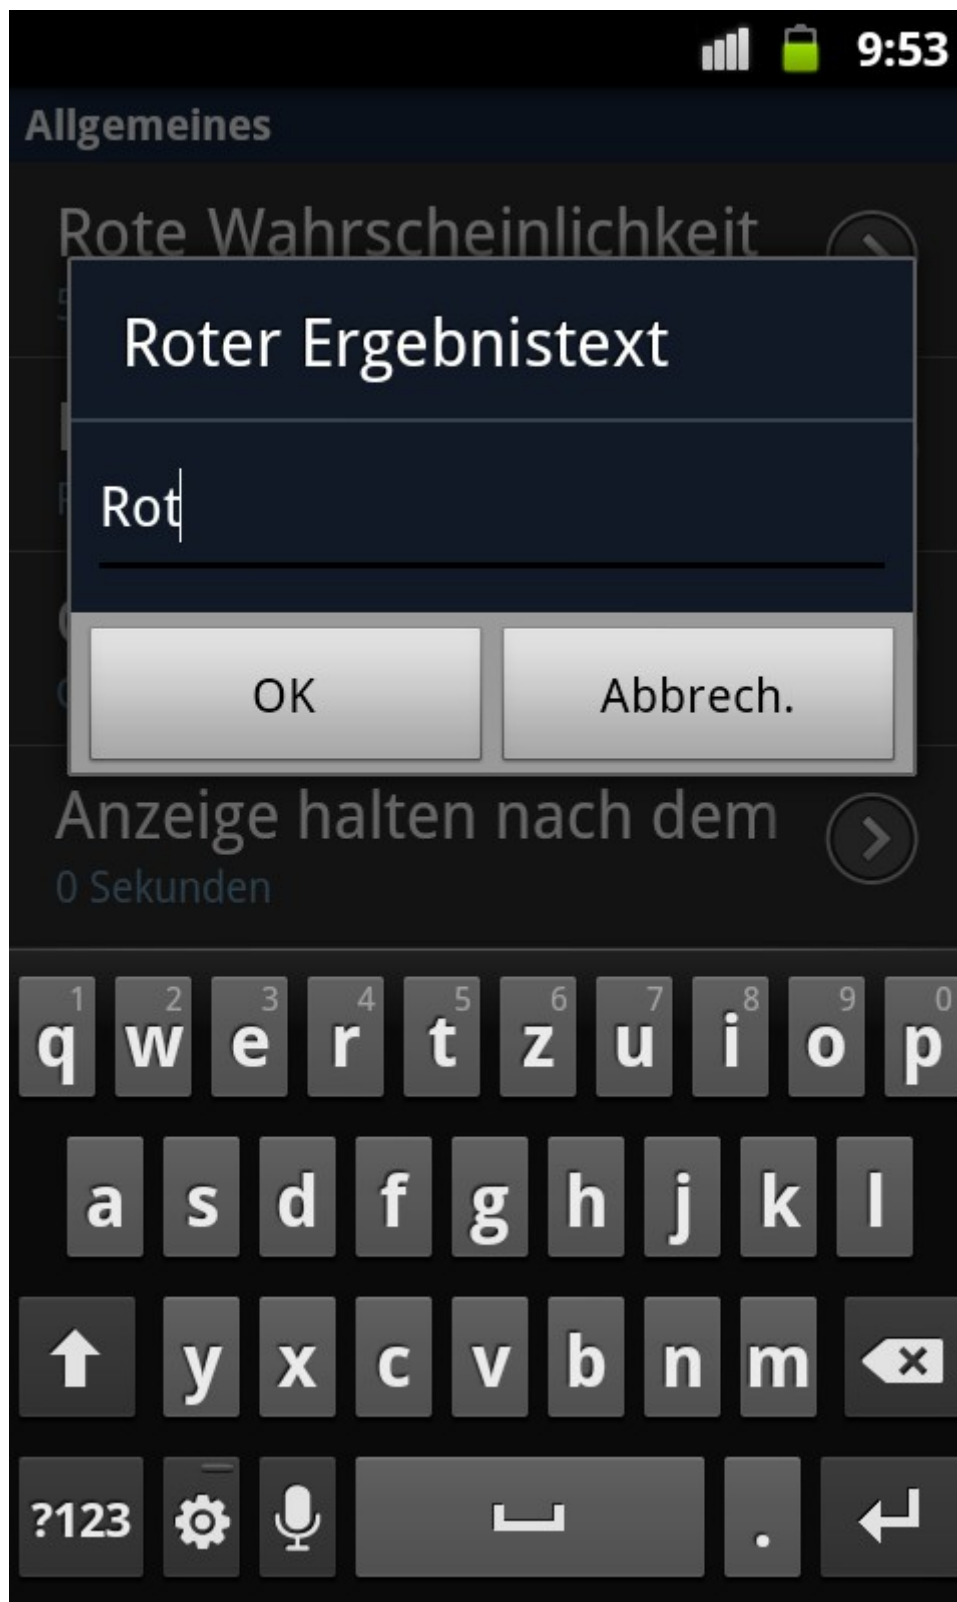 9:53
Allgemeines
Rote Wahrscheinlichkeit
Roter Ergebnistext
Rot
OK Abbrech.
Anzeige halten nach dem
0 Sekunden
1 2 3 4 5 6 7 8 9 0
q w e r t z u i o p
a s d f g h j k l
y x c v b n m
?123 .